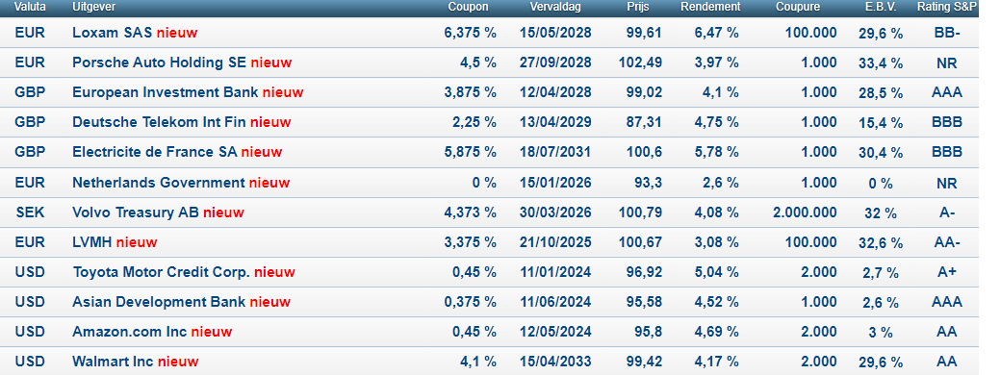 Valuta Uitgever Coupon Vervaldag Prijs Rendement Coupure E.B.V. Rating S&P
EUR Loxam SAS nieuw 6,375 % 15/05/2028 99,61 6,47 % 100.000 29,6 % BB-
EUR Porsche Auto Holding SE nieuw 4,5 % 27/09/2028 102,49 3,97 % 1.000 33,4 % NR
GBP European Investment Bank nieuw 3,875 % 12/04/2028 99,02 4,1 % 1.000 28,5 % AAA
GBP Deutsche Telekom Int Fin nieuw 2,25 % 13/04/2029 87,31 4,75 % 1.000 15,4 % BBB
GBP Electricite de France SA nieuw 5,875 % 18/07/2031 100,6 5,78 % 1.000 30,4 % BBB
EUR Netherlands Government nieuw 0 % 15/01/2026 93,3 2,6 % 1.000 0 % NR
SEK Volvo Treasury AB nieuw 4,373 % 30/03/2026 100,79 4,08 % 2.000.000 32 % A-
EUR LVMH nieuw 3,375 % 21/10/2025 100,67 3,08 % 100.000 32,6 % AA-
USD Toyota Motor Credit Corp. nieuw 0,45 % 11/01/2024 96,92 5,04 % 2.000 2,7 % A+
USD Asian Development Bank nieuw 0,375 % 11/06/2024 95,58 4,52 % 1.000 2,6 % AAA
USD Amazon.com Inc nieuw 0,45 % 12/05/2024 95,8 4,69 % 2.000 3 % AA
USD Walmart Inc nieuw 4,1 % 15/04/2033 99,42 4,17 % 2.000 29,6 % AA